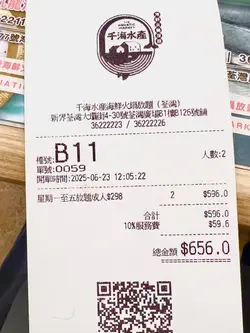 千海水產
千海水產海鮮火鍋放題（荃灣）
新界荃灣大壩街4-30號荃灣廣場B1樓B126號舖
36222223 / 36222226
檯號:B11
人數:2
單號:0059
開單時間:2025-06-23 12:05:22
星期一至五放題成人$298 2 $596.0
合計 $596.0
10%服務費 $59.6
總金額 $656.0